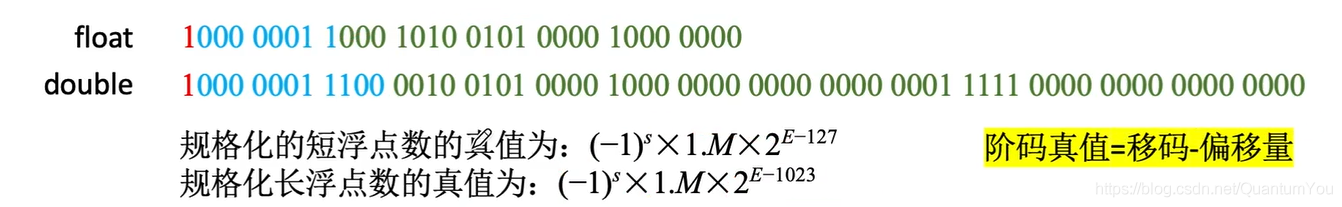 float 1000 0001 1000 1010 0101 0000 1000 0000
double 1000 0001 1100 0010 0101 0000 1000 0000 0000 0000 0001 1111 0000 0000 0000 0000
规格化的短浮点数的真值为：(−1)^s×1.M×2^{E−127} 阶码真值=移码-偏移量
规格化长浮点数的真值为：(−1)^s×1.M×2^{E−1023}
https://blog.csdn.net/QuantumYou